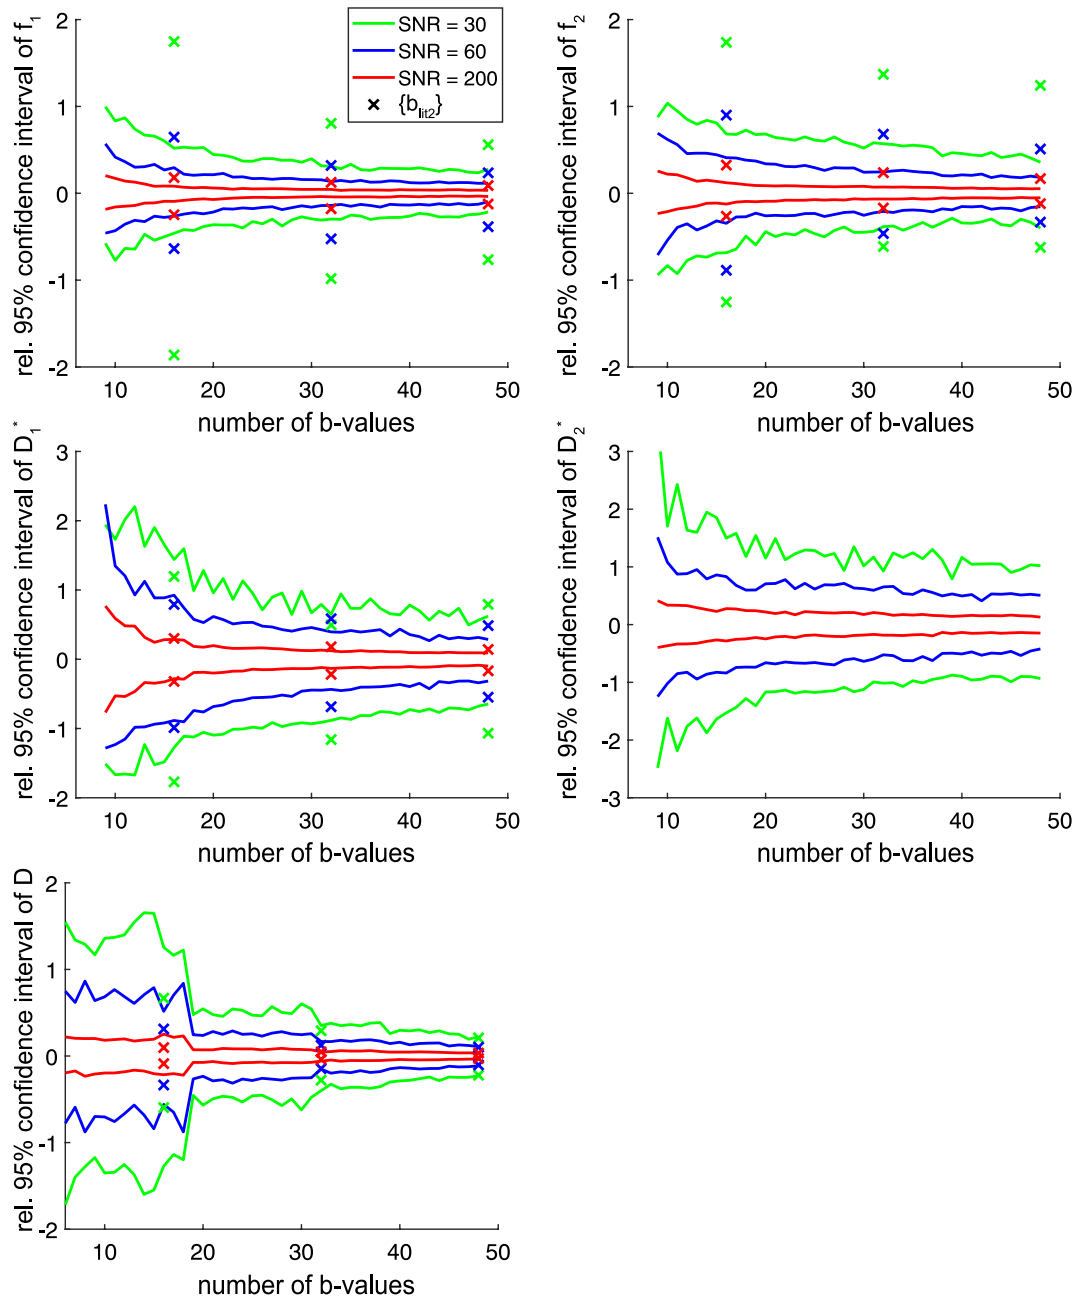 rel. 95% confidence interval of f1
2
1
0
-1
-2
10 20 30 40 50
number of b-values
SNR = 30
SNR = 60
SNR = 200
{b_lit2}
rel. 95% confidence interval of f2
2
1
0
-1
-2
10 20 30 40 50
number of b-values
rel. 95% confidence interval of D1*
3
2
1
0
-1
-2
10 20 30 40 50
number of b-values
rel. 95% confidence interval of D2*
3
2
1
0
-1
-2
-3
10 20 30 40 50
number of b-values
rel. 95% confidence interval of D
2
1
0
-1
-2
10 20 30 40 50
number of b-values